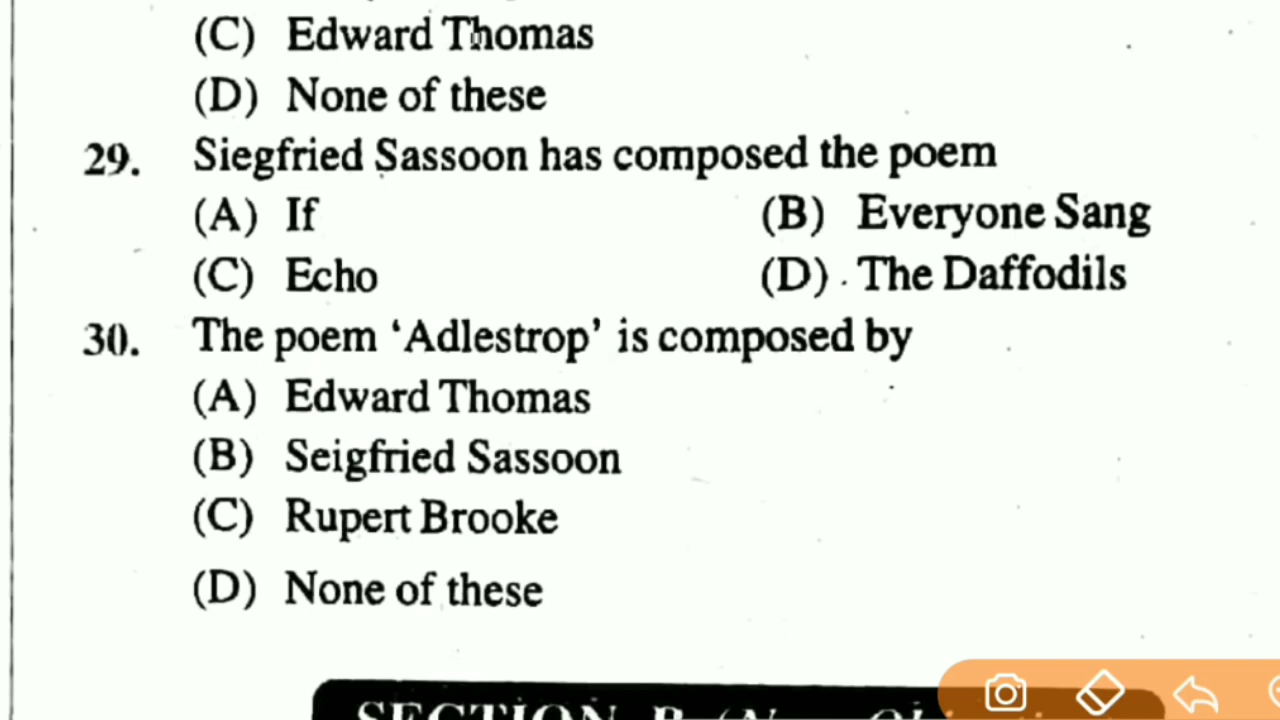 (C) Edward Thomas
(D) None of these
29. Siegfried Sassoon has composed the poem
(A) If (B) Everyone Sang
(C) Echo (D) The Daffodils
30. The poem ‘Adlestrop’ is composed by
(A) Edward Thomas
(B) Seigfried Sassoon
(C) Rupert Brooke
(D) None of these
SECTION B